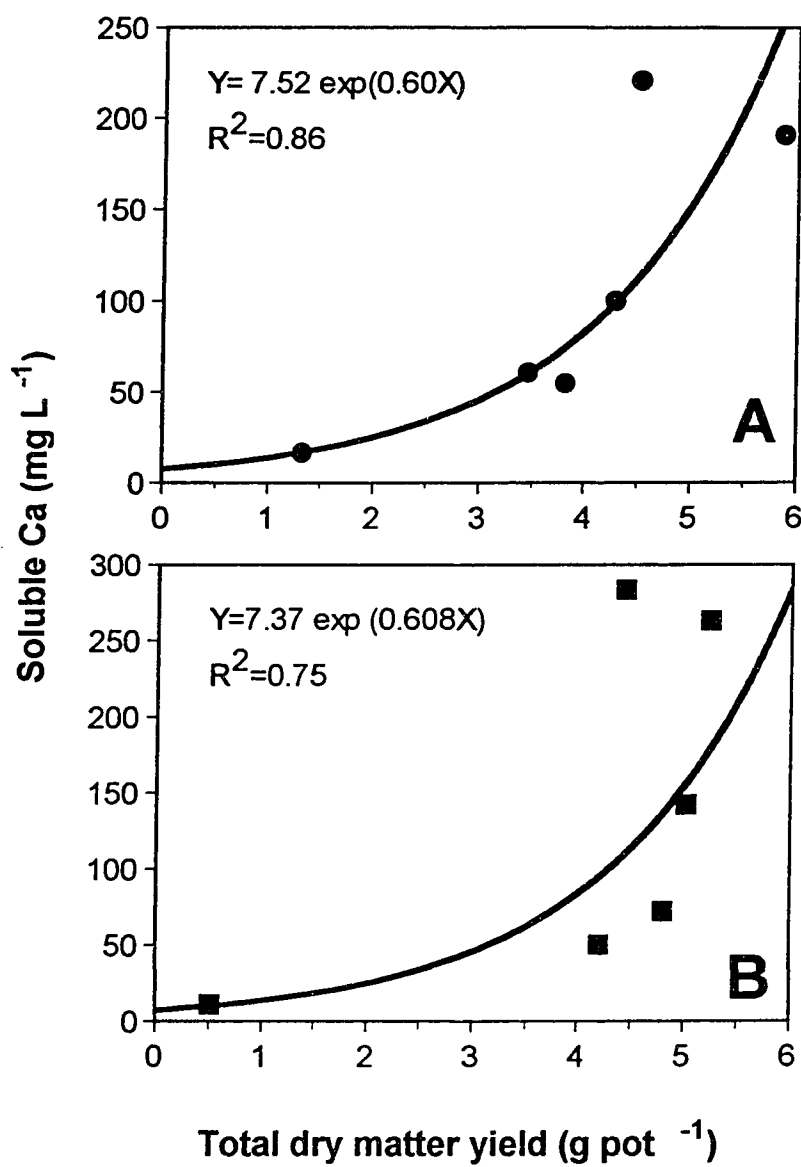 Soluble Ca (mg L⁻¹)
250
200
150
100
50
0
Y= 7.52 exp(0.60X)
R²=0.86
A
0 1 2 3 4 5 6
300
250
200
150
100
50
0
Y=7.37 exp (0.608X)
R²=0.75
B
0 1 2 3 4 5 6
Total dry matter yield (g pot ⁻¹)